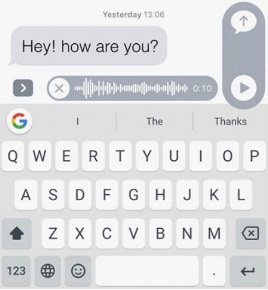 Yesterday 13:06
Hey! how are you?
0:10
G I The Thanks
Q W E R T Y U I O P
A S D F G H J K L
Z X C V B N M
123 .